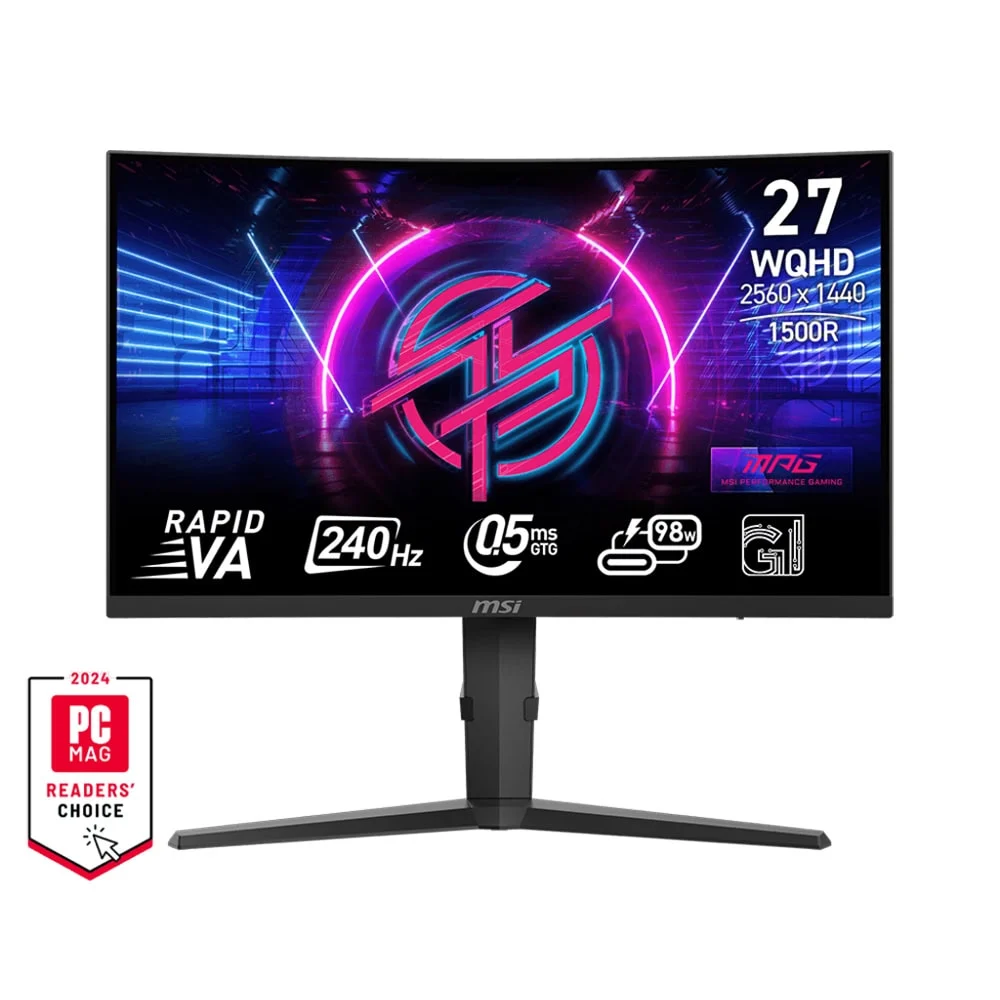 27
WQHD
2560 x 1440
1500R
MPG
MSI PERFORMANCE GAMING
RAPID
VA
240Hz
0.5ms
GTG
98W
GI
msi
2024
PC
MAG
READERS'
CHOICE